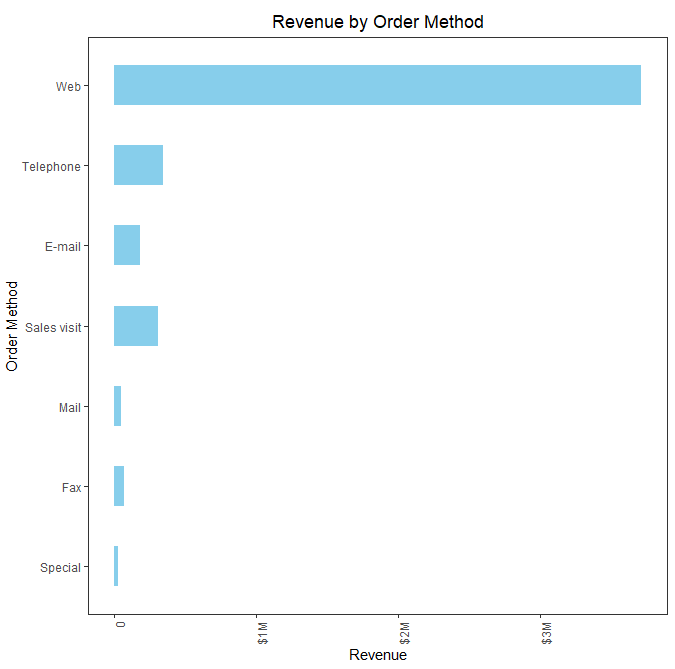 Revenue by Order Method
Order Method
Web
Telephone
E-mail
Sales visit
Mail
Fax
Special
0
$1M
$2M
$3M
Revenue